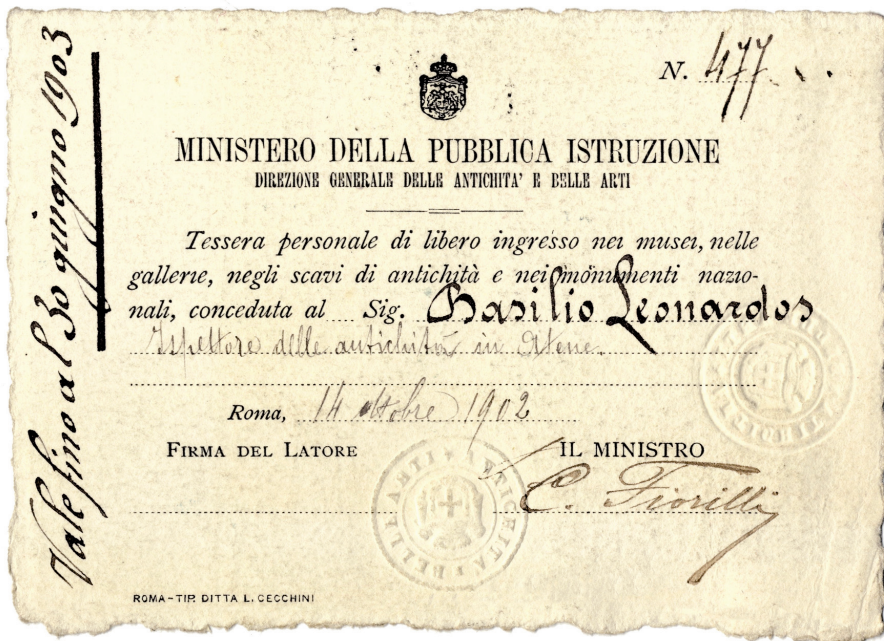 N. 477
MINISTERO DELLA PUBBLICA ISTRUZIONE
DIREZIONE GENERALE DELLE ANTICHITA' E BELLE ARTI
Tessera personale di libero ingresso nei musei, nelle
gallerie, negli scavi di antichità e nei monumenti nazio-
nali, conceduta al Sig. Basilio Leonardos
Ispettore delle antichità in Atene.
Roma, 14 ottobre 1902
FIRMA DEL LATORE
IL MINISTRO
C. Fiorilli
ROMA-TIP. DITTA L. CECCHINI
Vale fino al 30 giugno 1903
ANTICHITA E BELLE ARTI